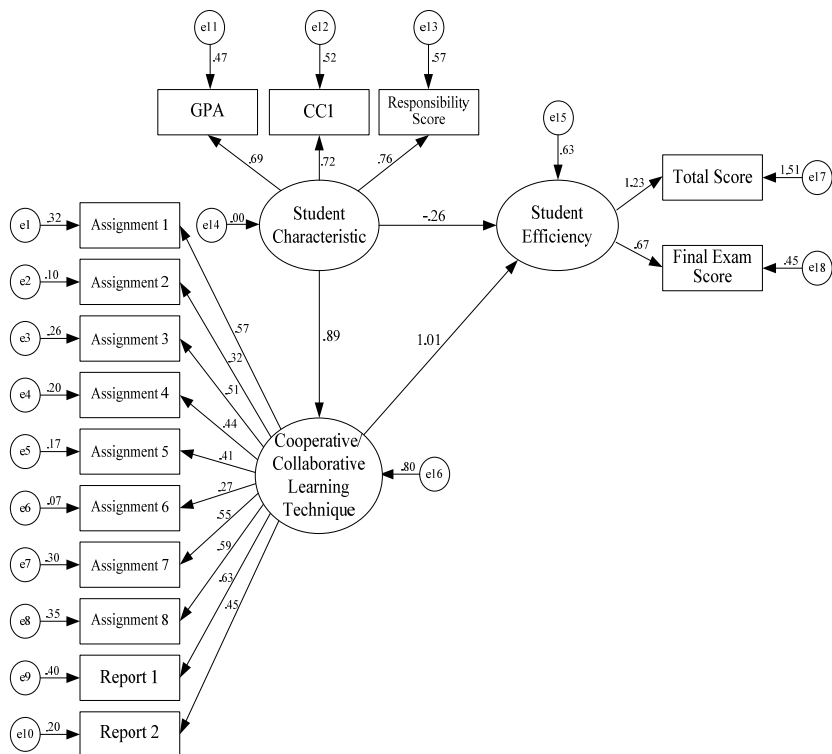 e11
e12
e13
.47
.52
.57
GPA
CC1
Responsibility
Score
e15
.69
.72
.76
.63
1.23
Total Score
1.51
e17
e14
.00
Student
Characteristic
-.26
Student
Efficiency
.67
Final Exam
Score
.45
e18
e1
.32
Assignment 1
e2
.10
Assignment 2
e3
.26
Assignment 3
e4
.20
Assignment 4
e5
.17
Assignment 5
e6
.07
Assignment 6
e7
.30
Assignment 7
e8
.35
Assignment 8
e9
.40
Report 1
e10
.20
Report 2
.57
.32
.51
.44
.41
.27
.55
.59
.63
.45
.89
1.01
Cooperative/
Collaborative
Learning
Technique
.80
e16